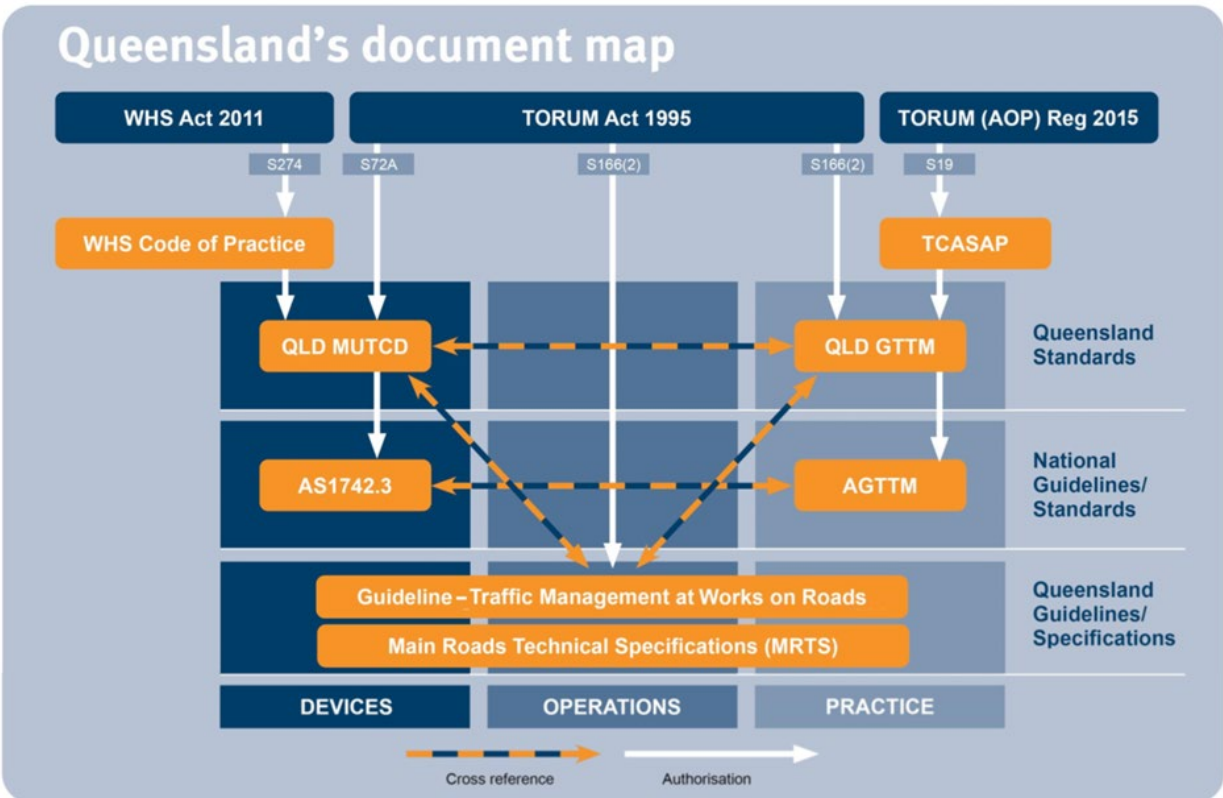 Queensland's document map
WHS Act 2011
TORUM Act 1995
TORUM (AOP) Reg 2015
S274
S72A
S166(2)
S166(2)
S19
WHS Code of Practice
TCASAP
QLD MUTCD
QLD GTTM
Queensland
Standards
AS1742.3
AGTTM
National
Guidelines/
Standards
Guideline – Traffic Management at Works on Roads
Main Roads Technical Specifications (MRTS)
Queensland
Guidelines/
Specifications
DEVICES
OPERATIONS
PRACTICE
Cross reference
Authorisation